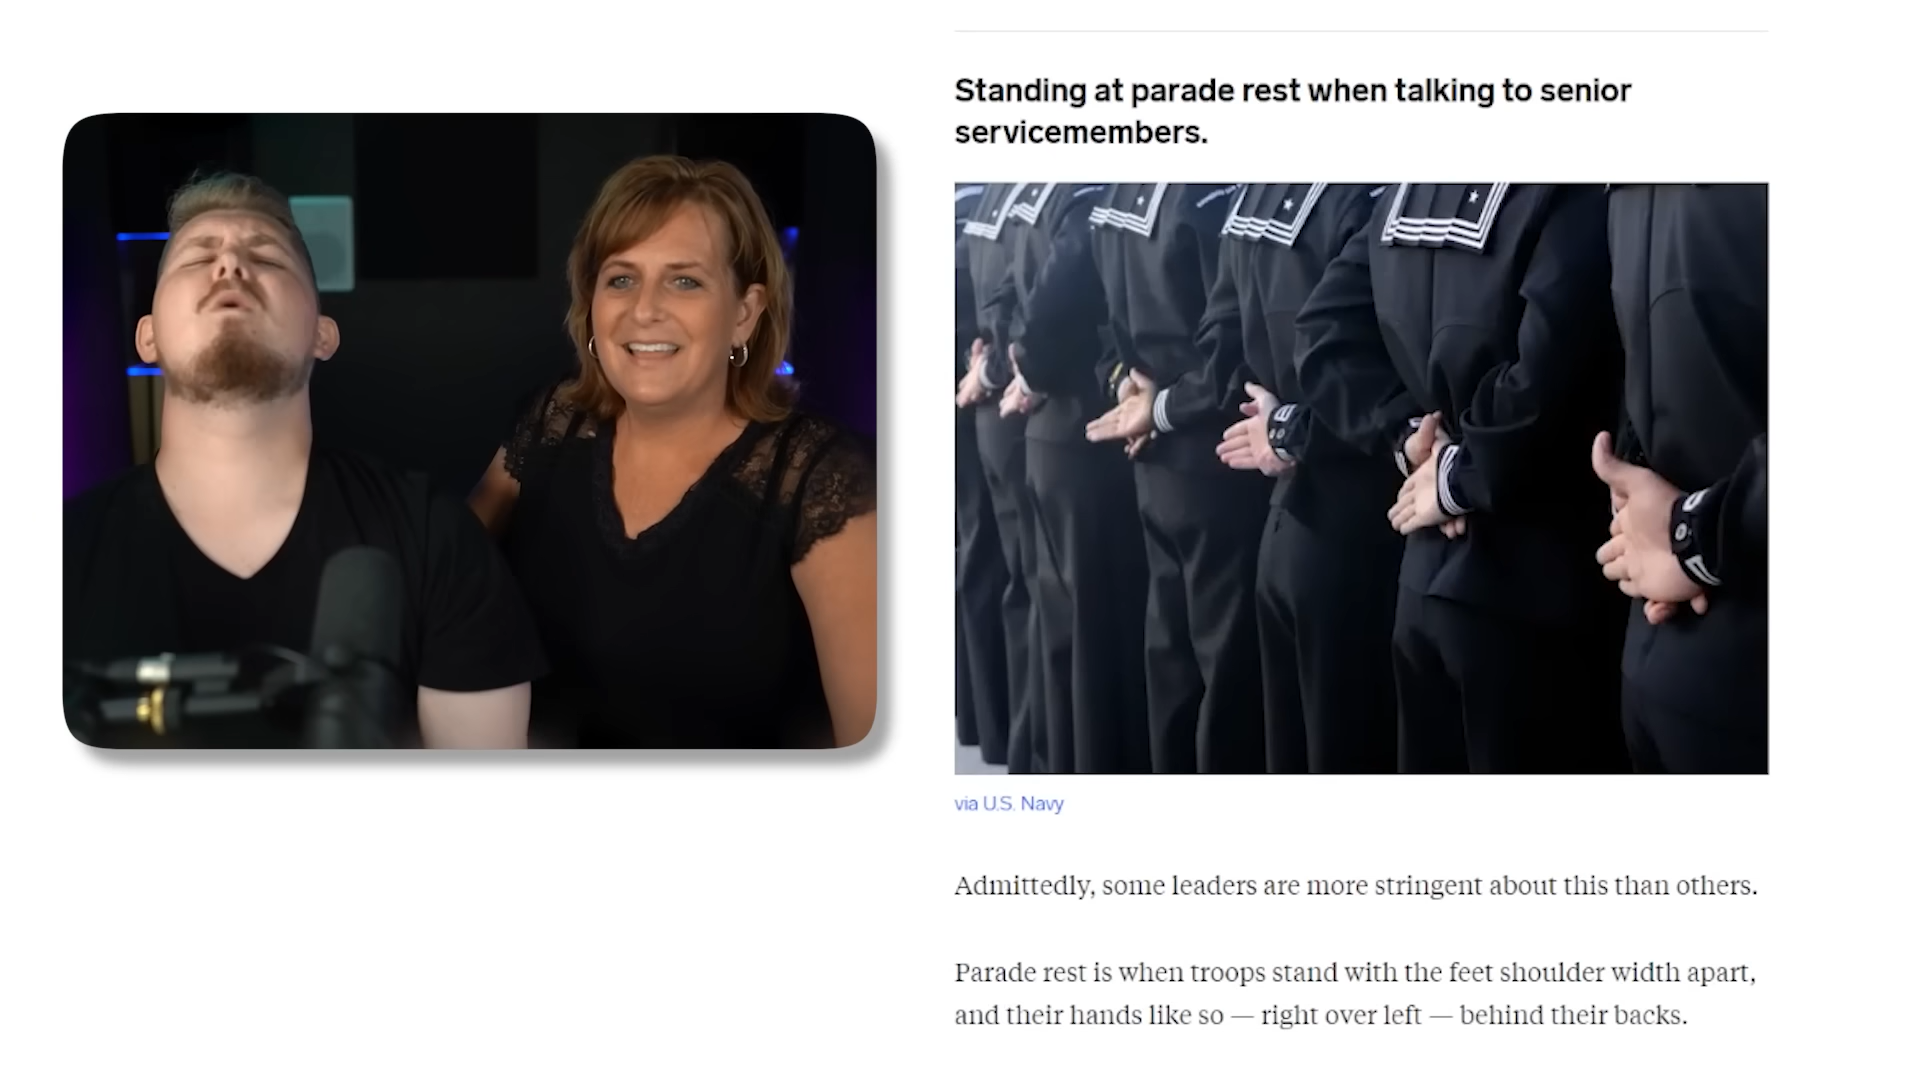 Standing at parade rest when talking to senior
servicemembers.
via U.S. Navy
Admittedly, some leaders are more stringent about this than others.
Parade rest is when troops stand with the feet shoulder width apart,
and their hands like so — right over left — behind their backs.